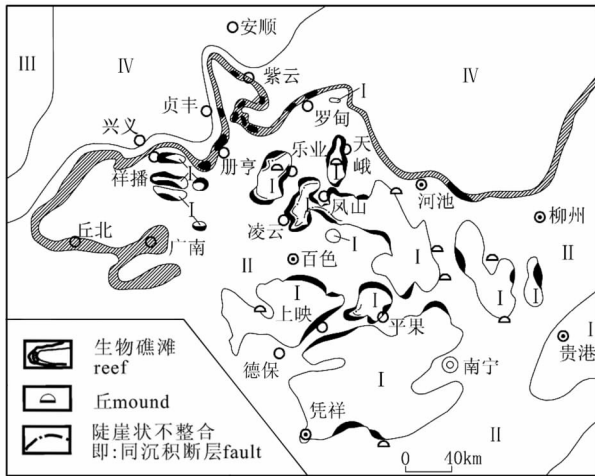 安顺
III
IV
紫云
IV
I
贞丰
罗甸
兴义
乐业
天峨
册亨
I
I
I
祥播
I
凤山
河池
柳州
凌云
丘北
广南
I
II
百色
I
I
II
I
I
I
I
上映
平果
I
贵港
德保
I
南宁
凭祥
II
0 40km
生物礁滩
reef
丘mound
陡崖状不整合
即:同沉积断层fault